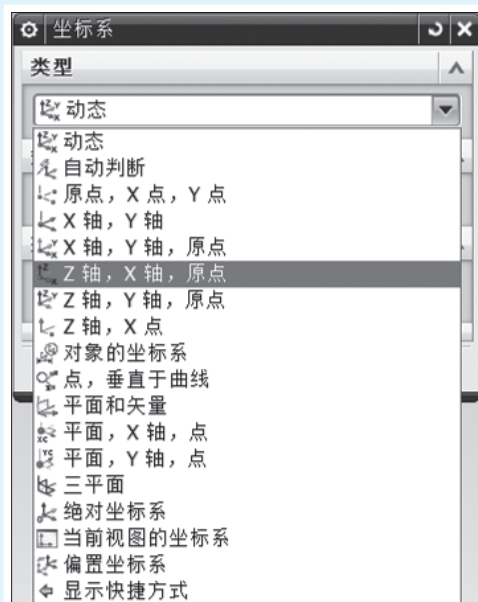 坐标系
类型
动态
动态
自动判断
原点，X 点，Y 点
X 轴，Y 轴
X 轴，Y 轴，原点
Z 轴，X 轴，原点
Z 轴，Y 轴，原点
Z 轴，X 点
对象的坐标系
点，垂直于曲线
平面和矢量
平面，X 轴，点
平面，Y 轴，点
三平面
绝对坐标系
当前视图的坐标系
偏置坐标系
显示快捷方式